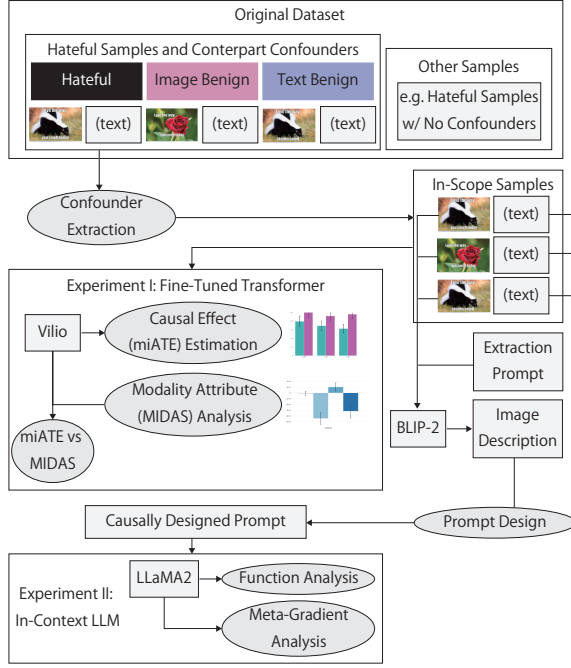 Original Dataset
Hateful Samples and Conterpart Confounders
Hateful
Image Benign
Text Benign
(text)
(text)
(text)
Other Samples
e.g. Hateful Samples
w/ No Confounders
Confounder
Extraction
In-Scope Samples
(text)
(text)
(text)
Experiment I: Fine-Tuned Transformer
Vilio
Causal Effect
(miATE) Estimation
Modality Attribute
(MIDAS) Analysis
miATE vs
MIDAS
Extraction
Prompt
BLIP-2
Image
Description
Causally Designed Prompt
Prompt Design
Experiment II:
In-Context LLM
LLaMA2
Function Analysis
Meta-Gradient
Analysis